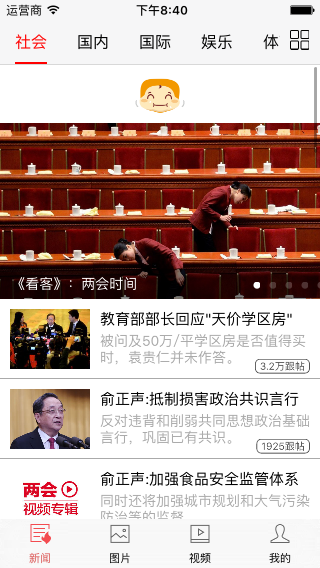 运营商 下午8:40
社会 国内 国际 娱乐 体
《看客》：两会时间
教育部部长回应"天价学区房"
被问及50万/平学区房是否值得买
时，袁贵仁并未作答。
3.2万跟帖
俞正声:抵制损害政治共识言行
反对违背和削弱共同思想政治基础
言行，巩固已有共识。
1925跟帖
两会
视频专辑
俞正声:加强食品安全监管体系
同时还将加强城市规划和大气污染
防治等的监督
新闻 图片 视频 我的